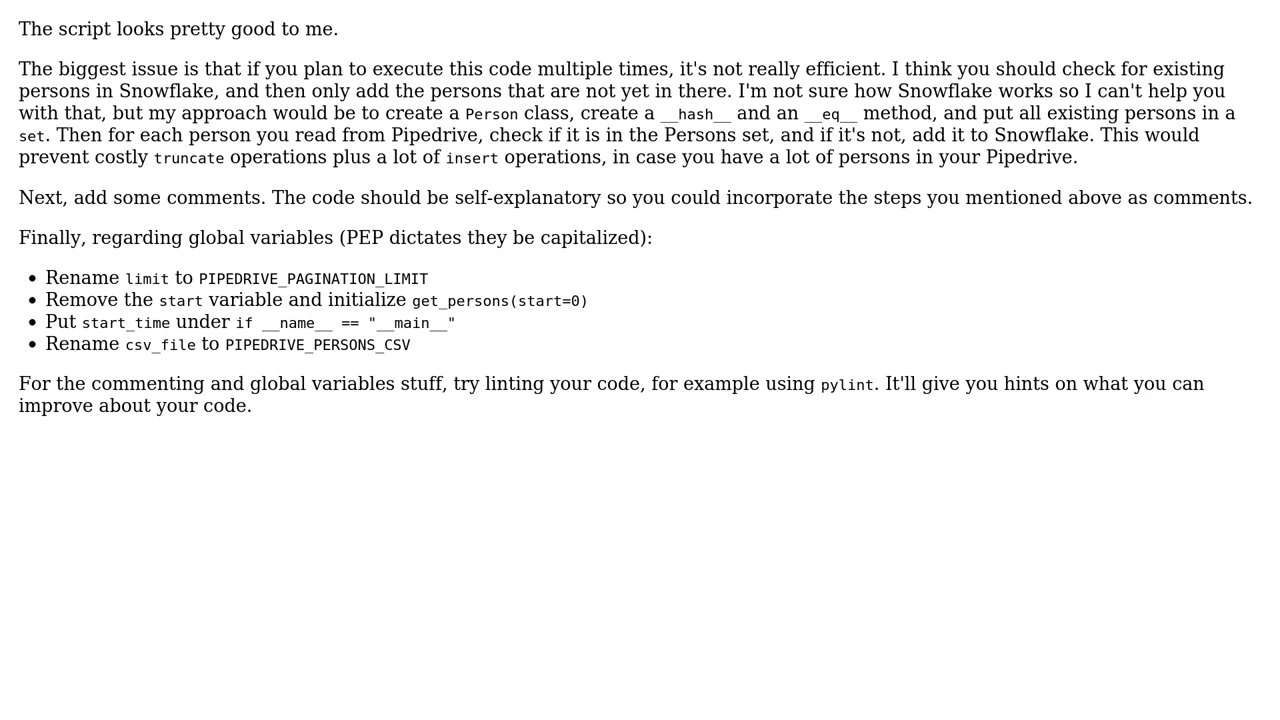 The script looks pretty good to me.
The biggest issue is that if you plan to execute this code multiple times, it's not really efficient. I think you should check for existing
persons in Snowflake, and then only add the persons that are not yet in there. I'm not sure how Snowflake works so I can't help you
with that, but my approach would be to create a Person class, create a __hash__ and an __eq__ method, and put all existing persons in a
set. Then for each person you read from Pipedrive, check if it is in the Persons set, and if it's not, add it to Snowflake. This would
prevent costly truncate operations plus a lot of insert operations, in case you have a lot of persons in your Pipedrive.
Next, add some comments. The code should be self-explanatory so you could incorporate the steps you mentioned above as comments.
Finally, regarding global variables (PEP dictates they be capitalized):
• Rename limit to PIPEDRIVE_PAGINATION_LIMIT
• Remove the start variable and initialize get_persons(start=0)
• Put start_time under if __name__ == "__main__"
• Rename csv_file to PIPEDRIVE_PERSONS_CSV
For the commenting and global variables stuff, try linting your code, for example using pylint. It'll give you hints on what you can
improve about your code.